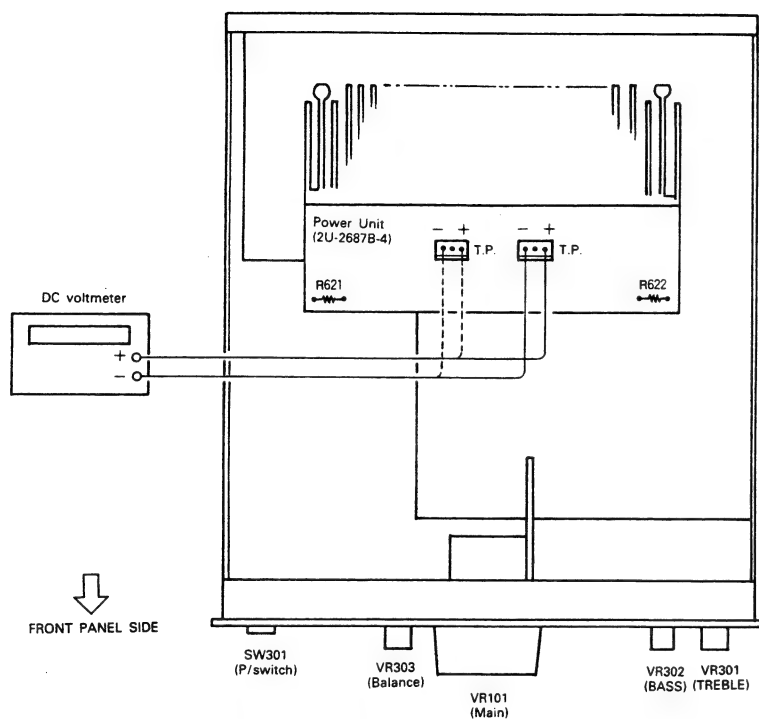 Power Unit
(2U-2687B-4)
− +
T.P.
− +
T.P.
R621
R622
DC voltmeter
+
−
FRONT PANEL SIDE
SW301
(P/switch)
VR303
(Balance)
VR101
(Main)
VR302
(BASS)
VR301
(TREBLE)